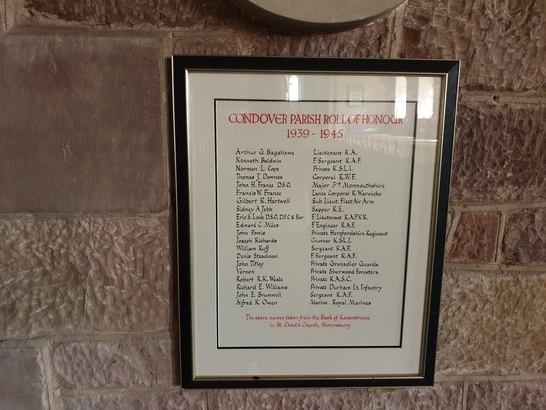 CONDOVER PARISH ROLL OF HONOUR
1939 - 1945
Arthur G. Bagshawe Lieutenant R.A.
Kenneth Baldwin F. Sergeant R.A.F.
Norman L. Cope Private K.S.L.I.
Thomas J. Downes Corporal R.W.F.
John H. France D.S.O. Major 3rd Monmouthshire
Francis W. France Lance Corporal R. Warwicks
Gilbert R. Hartwell Sub. Lieut. Fleet Air Arm
Sidney A. Jebb Sapper R.E.
Eric S. Lock D.S.O, D.F.C & Bar F. Lieutenant R.A.F.V.R.
Edward C. Miles F. Engineer R.A.F.
John Powis Private Herefordshire Regiment
Joseph Richards Gunner K.S.L.I.
William Ruff Sergeant R.A.F.
Denis Steadman F. Sergeant R.A.F.
John Titley Private Grenadier Guards
Vernon Private Sherwood Foresters
Robert R.K. Weale Private R.A.S.C.
Richard E. Williams Private Durham Lt. Infantry
John E. Brumwell Sergeant R.A.F.
Alfred R. Owen Marine Royal Marines
The above names taken from the Book of Remembrance
in St. Chad's Church, Shrewsbury.